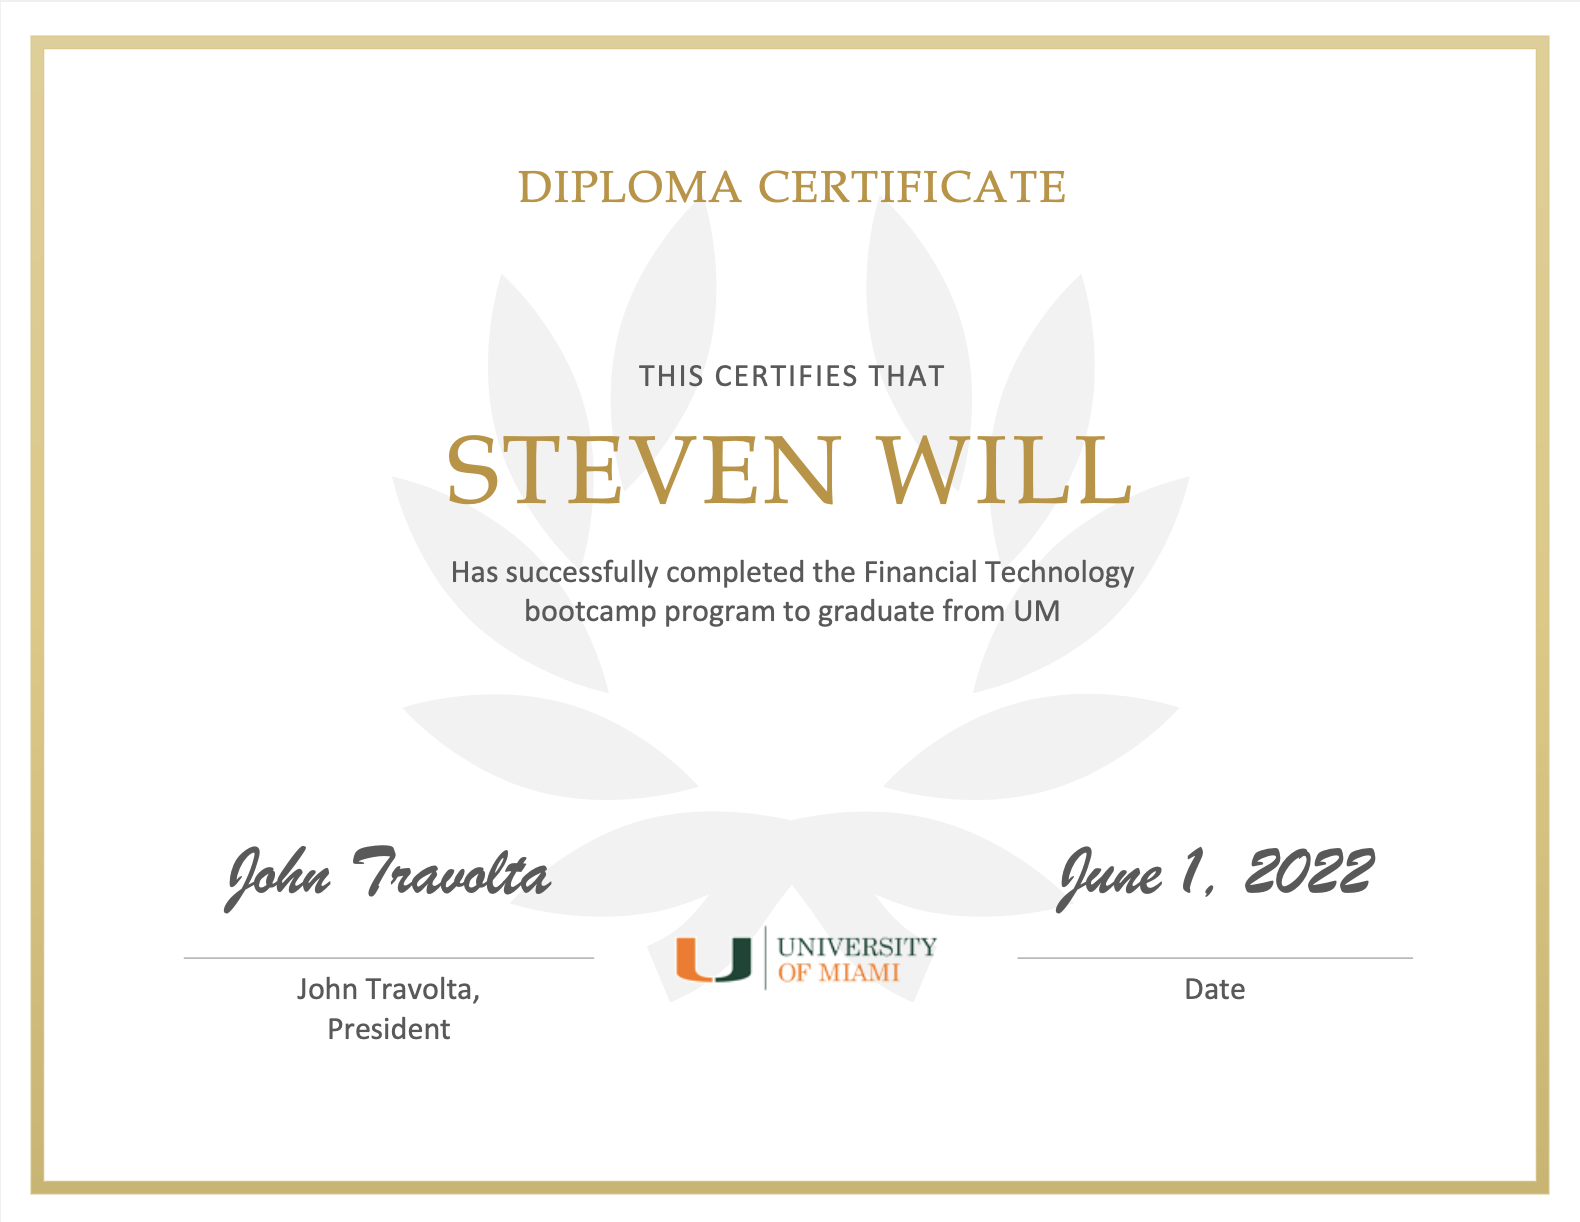 DIPLOMA CERTIFICATE
THIS CERTIFIES THAT
STEVEN WILL
Has successfully completed the Financial Technology
bootcamp program to graduate from UM
John Travolta
June 1, 2022
UNIVERSITY
OF MIAMI
John Travolta,
President
Date